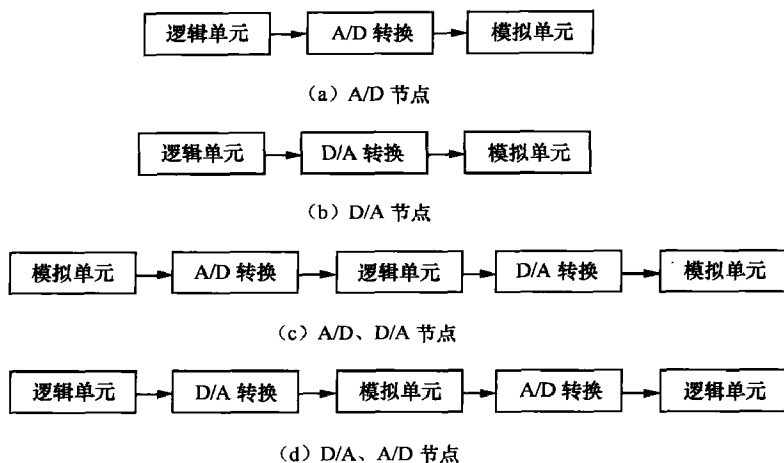 逻辑单元 A/D 转换 模拟单元
（a）A/D 节点
逻辑单元 D/A 转换 模拟单元
（b）D/A 节点
模拟单元 A/D 转换 逻辑单元 D/A 转换 模拟单元
（c）A/D、D/A 节点
逻辑单元 D/A 转换 模拟单元 A/D 转换 逻辑单元
（d）D/A、A/D 节点